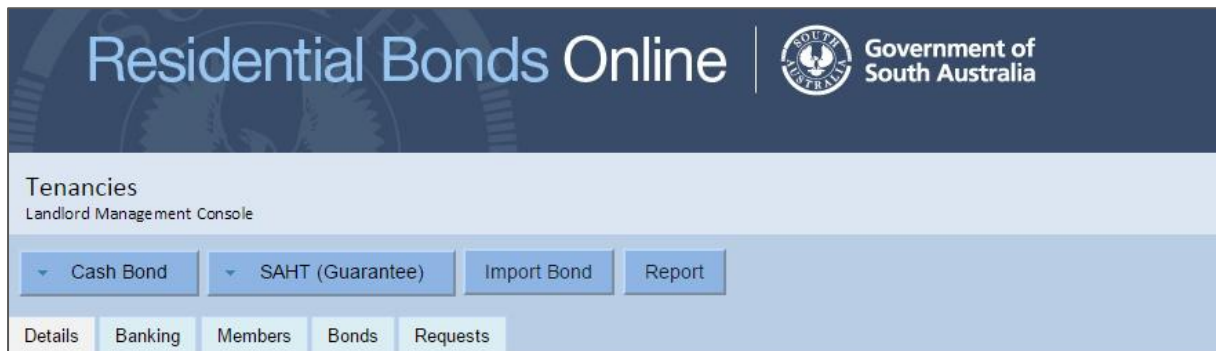 Residential Bonds Online
SOUTH
AUSTRALIA
Government of
South Australia
Tenancies
Landlord Management Console
Cash Bond SAHT (Guarantee) Import Bond Report
Details Banking Members Bonds Requests